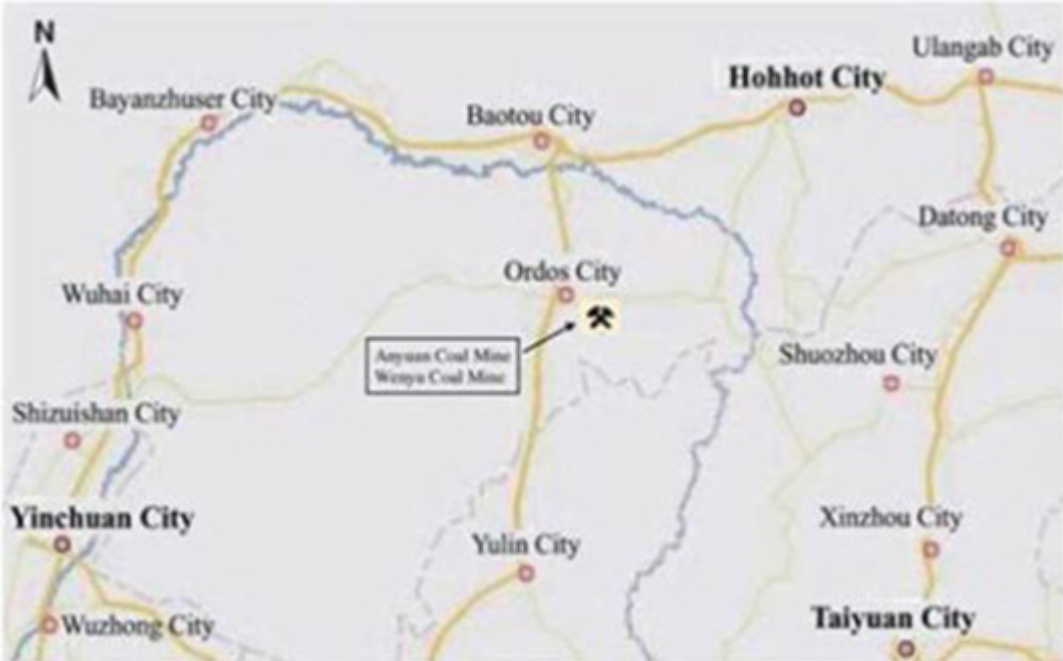 N
Ulangab City
Hohhot City
Bayanzhuser City
Baotou City
Datong City
Ordos City
Wuhai City
Anyuan Coal Mine
Wenyu Coal Mine
Shuozhou City
Shizuishan City
Yinchuan City
Xinzhou City
Yulin City
Taiyuan City
Wuzhong City